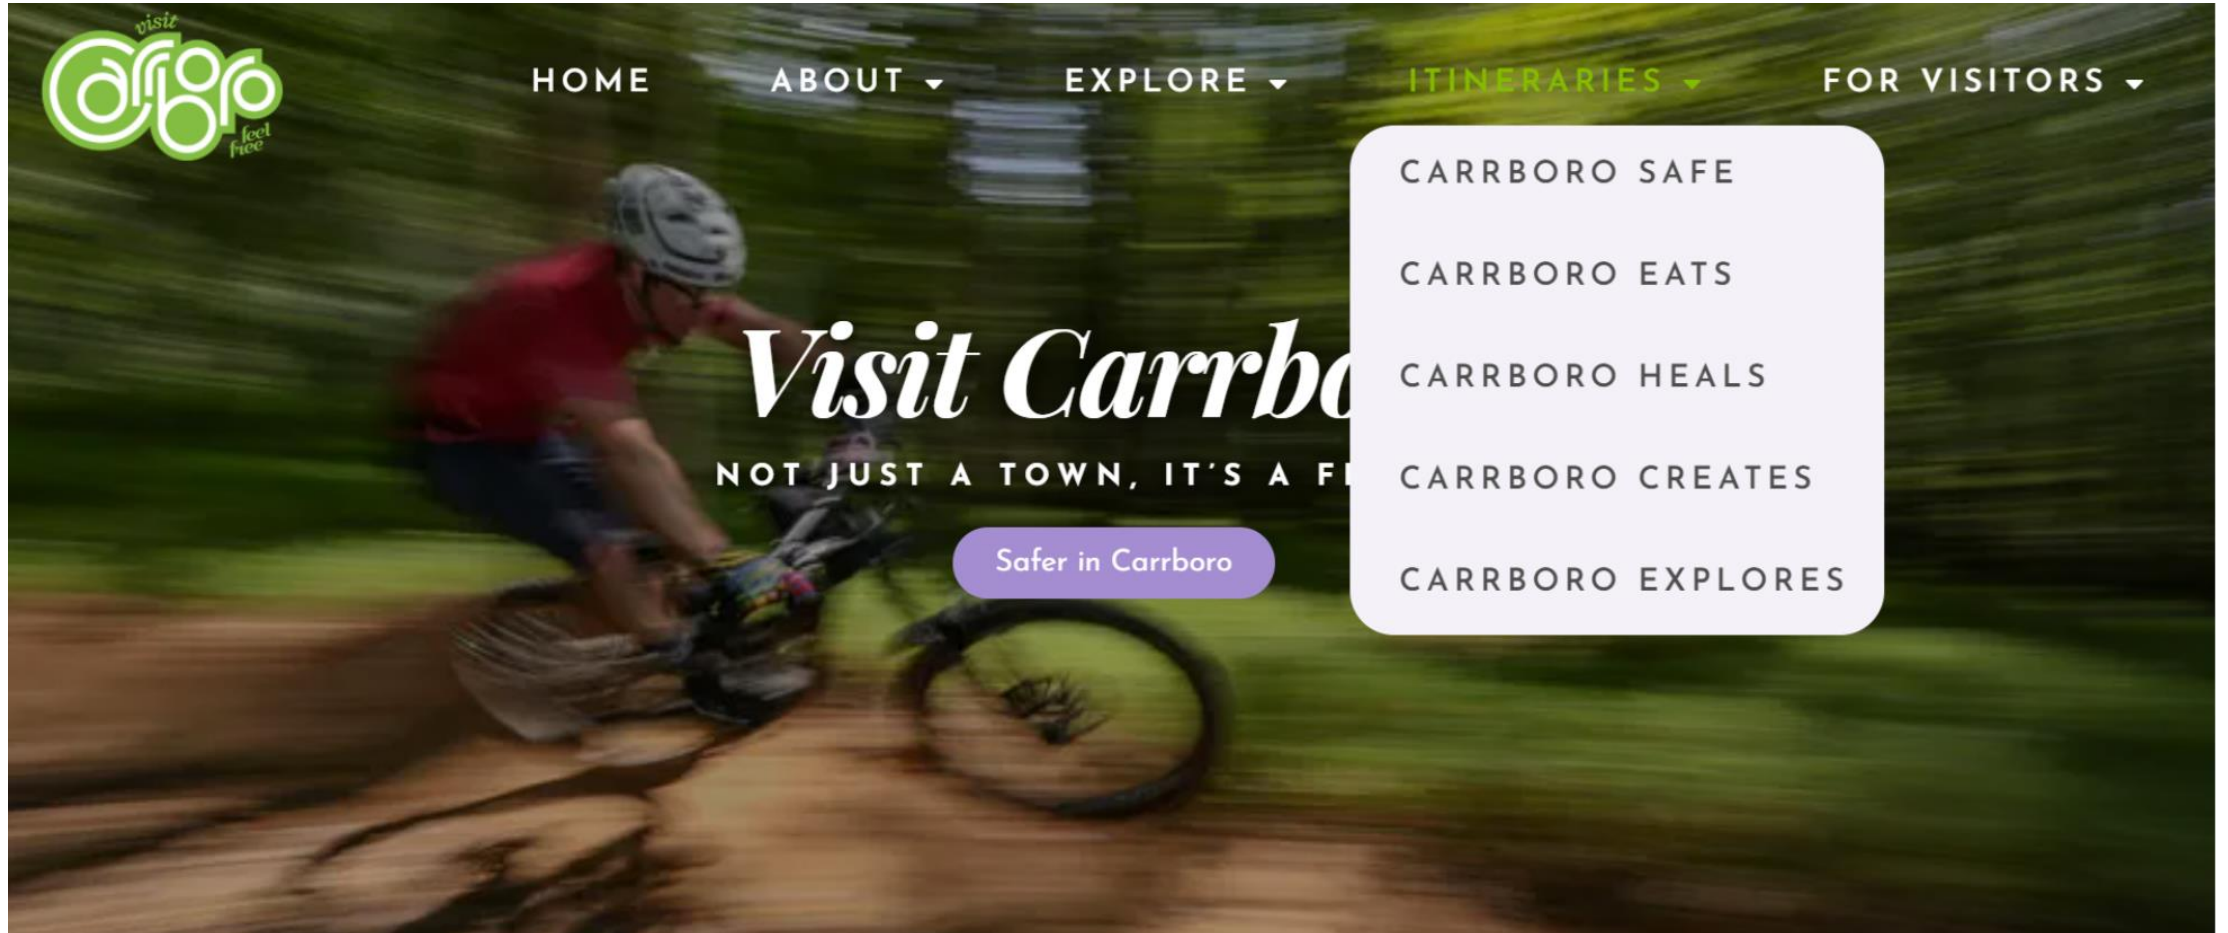 visit
Carrboro
feel
free
HOME
ABOUT
EXPLORE
ITINERARIES
FOR VISITORS
CARRBORO SAFE
CARRBORO EATS
CARRBORO HEALS
CARRBORO CREATES
CARRBORO EXPLORES
Visit
NOT JUST A TOWN, IT'S A
Safer in Carrboro